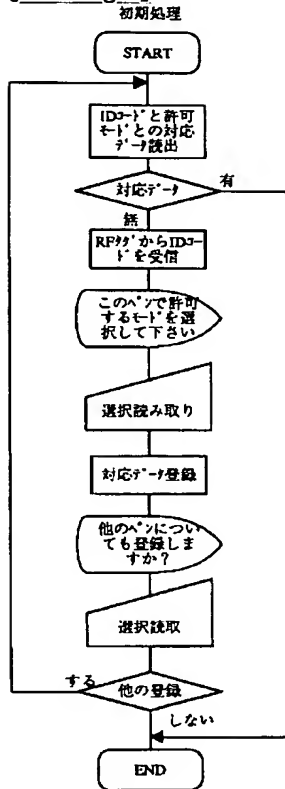 初期処理
START
IDｺｰﾄﾞと許可
ﾓｰﾄﾞとの対応
ﾃﾞｰﾀ読出
対応ﾃﾞｰﾀ
有
無
RFﾀｸﾞからIDｺｰ
ﾄﾞを受信
このﾍﾟﾝで許可
するﾓｰﾄﾞを選
択して下さい
選択読み取り
対応ﾃﾞｰﾀ登録
他のﾍﾟﾝについ
ても登録しま
すか？
選択読取
する
他の登録
しない
END